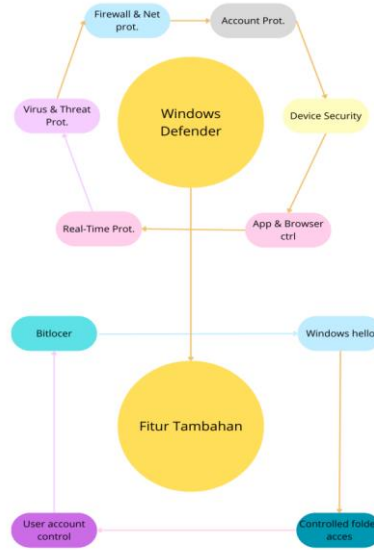 Firewall & Net
prot.
Account Prot.
Virus & Threat
Prot.
Windows
Defender
Device Security
Real-Time Prot.
App & Browser
ctrl
Bitlocer
Windows hello
Fitur Tambahan
User account
control
Controlled folder
acces